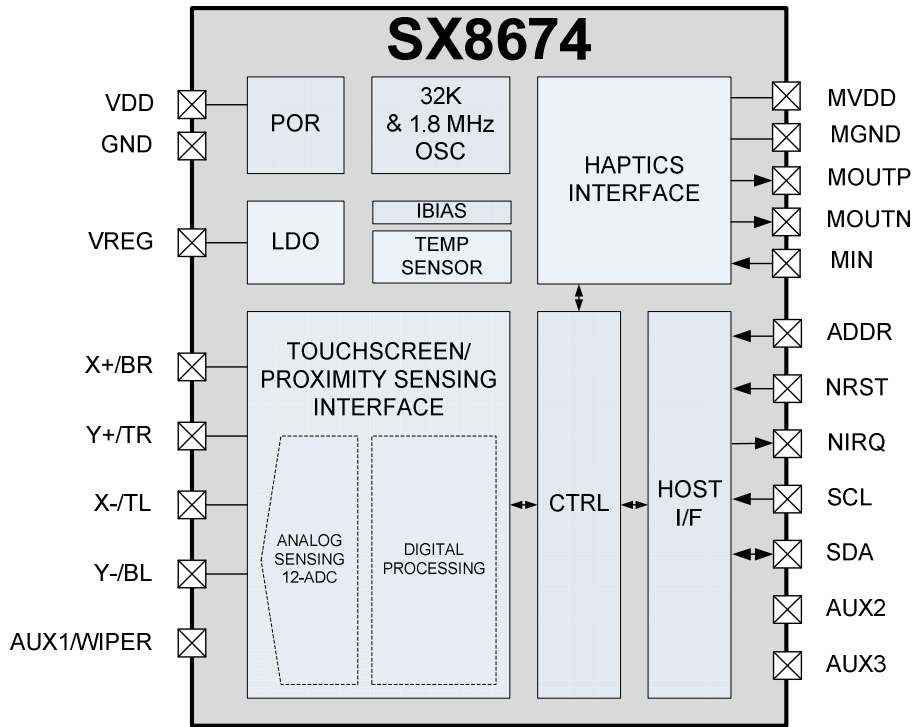 SX8674
VDD
GND
VREG
X+/BR
Y+/TR
X-/TL
Y-/BL
AUX1/WIPER
POR
32K
& 1.8 MHz
OSC
LDO
IBIAS
TEMP
SENSOR
HAPTICS
INTERFACE
TOUCHSCREEN/
PROXIMITY SENSING
INTERFACE
ANALOG
SENSING
12-ADC
DIGITAL
PROCESSING
CTRL
HOST
I/F
MVDD
MGND
MOUTP
MOUTN
MIN
ADDR
NRST
NIRQ
SCL
SDA
AUX2
AUX3